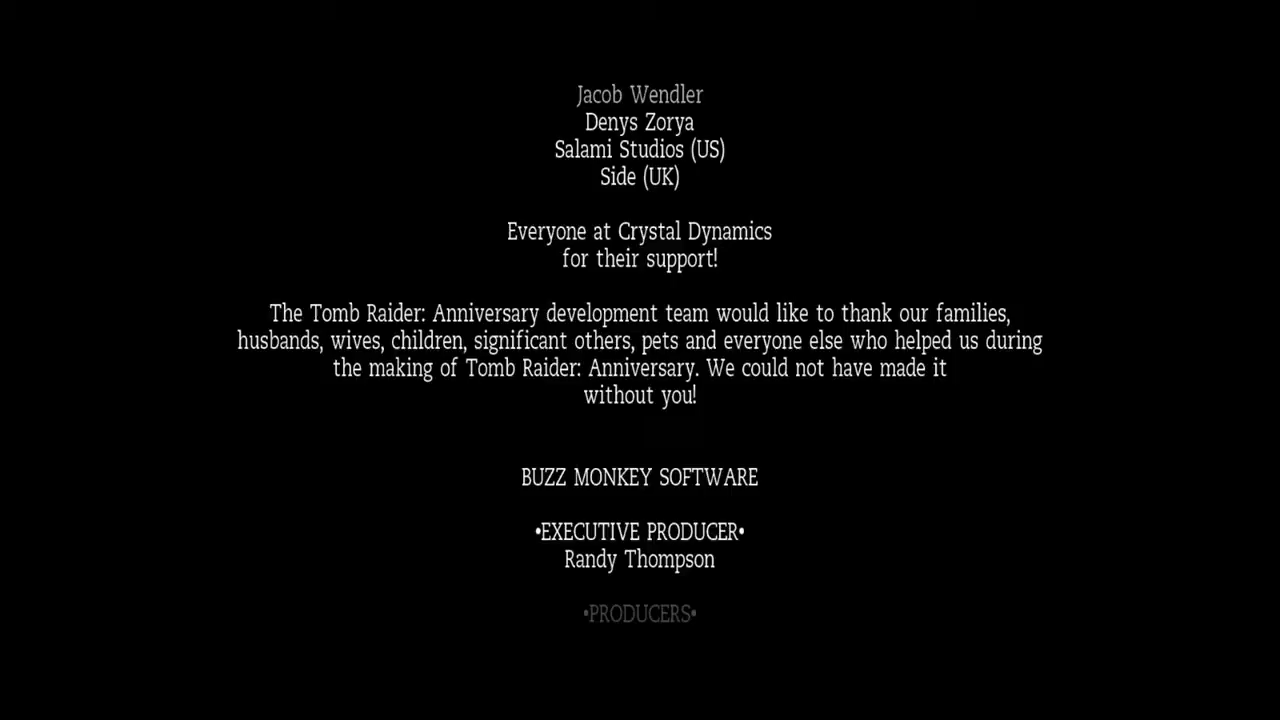 Jacob Wendler
Denys Zorya
Salami Studios (US)
Side (UK)
Everyone at Crystal Dynamics
for their support!
The Tomb Raider: Anniversary development team would like to thank our families,
husbands, wives, children, significant others, pets and everyone else who helped us during
the making of Tomb Raider: Anniversary. We could not have made it
without you!
BUZZ MONKEY SOFTWARE
•EXECUTIVE PRODUCER•
Randy Thompson
•PRODUCERS•